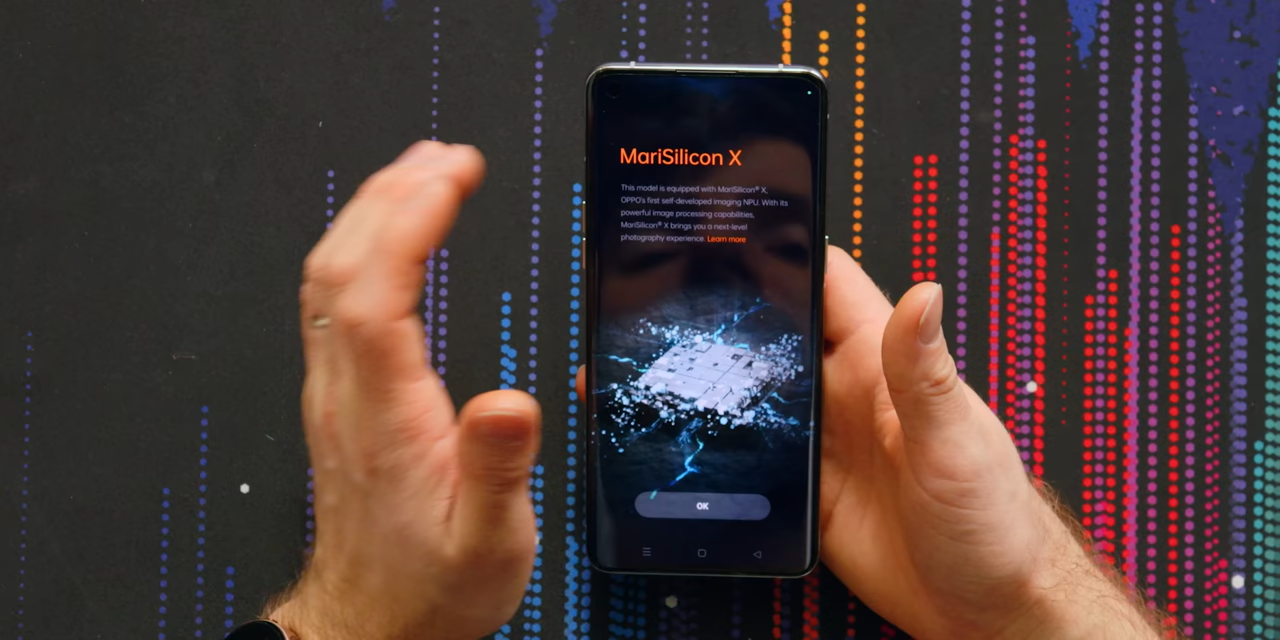 MariSilicon X
This model is equipped with MariSilicon® X,
OPPO's first self-developed imaging NPU. With its
powerful image processing capabilities,
MariSilicon® X brings you a next-level
photography experience. Learn more
OK